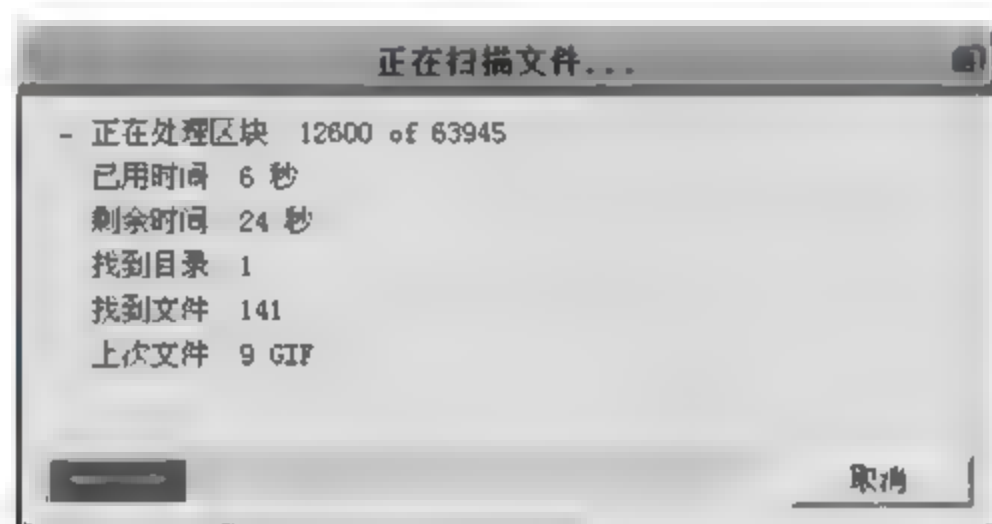 正在扫描文件...
- 正在处理区块 12600 of 63945
已用时间 6 秒
剩余时间 24 秒
找到目录 1
找到文件 141
上次文件 9 GIF
取消